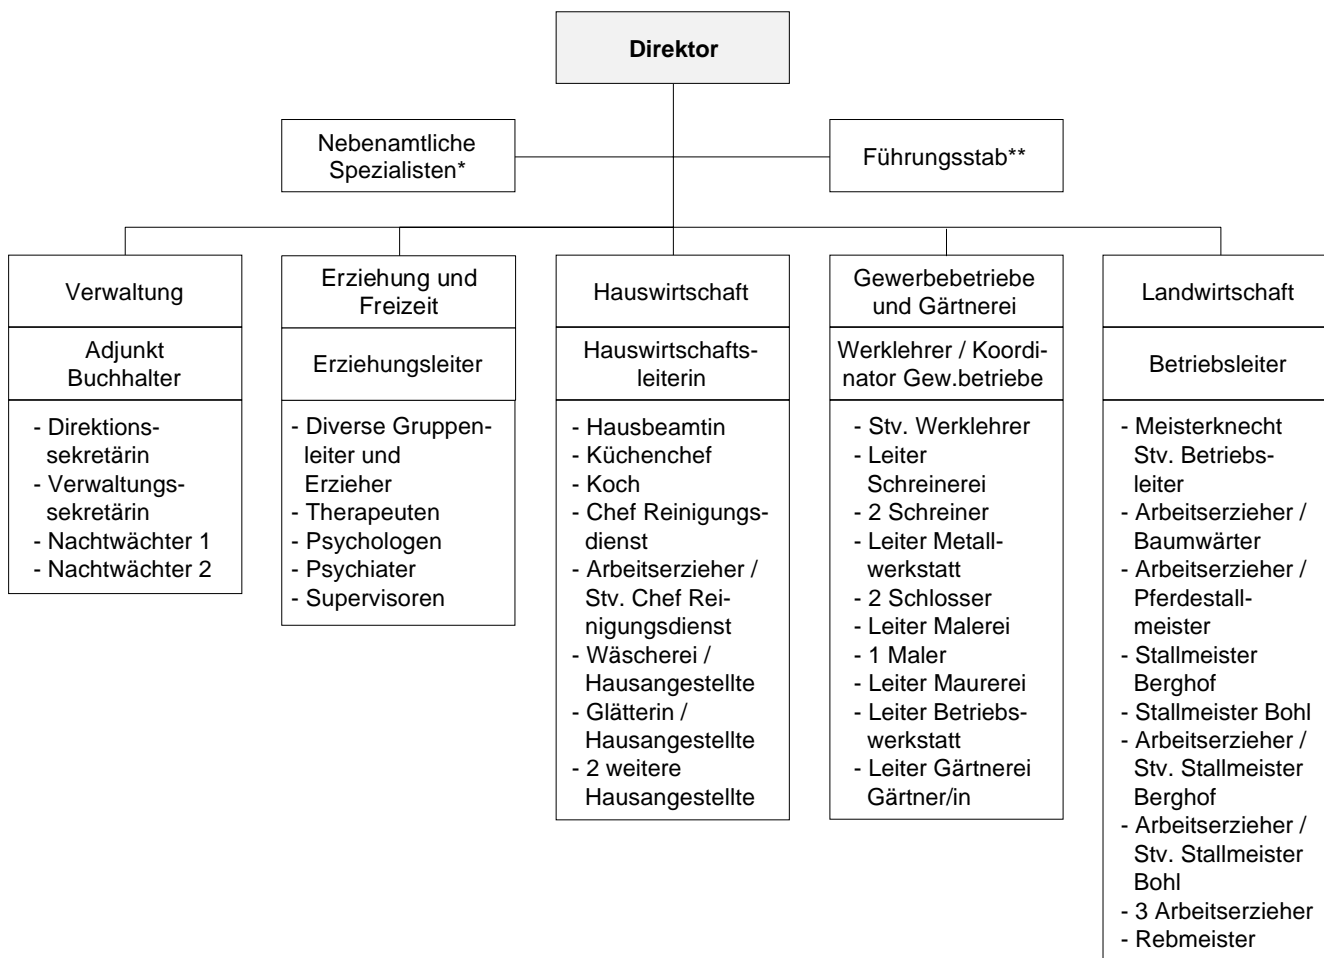 Direktor
Nebenamtliche
Spezialisten*
Führungsstab**
Verwaltung
Adjunkt
Buchhalter
- Direktions-
sekretärin
- Verwaltungs-
sekretärin
- Nachtwächter 1
- Nachtwächter 2
Erziehung und
Freizeit
Erziehungsleiter
- Diverse Gruppen-
leiter und
Erzieher
- Therapeuten
- Psychologen
- Psychiater
- Supervisoren
Hauswirtschaft
Hauswirtschafts-
leiterin
- Hausbeamtin
- Küchenchef
- Koch
- Chef Reinigungs-
dienst
- Arbeitserzieher /
Stv. Chef Rei-
nigungsdienst
- Wäscherei /
Hausangestellte
- Glätterin /
Hausangestellte
- 2 weitere
Hausangestellte
Gewerbebetriebe
und Gärtnerei
Werklehrer / Koordi-
nator Gew.betriebe
- Stv. Werklehrer
- Leiter
Schreinerei
- 2 Schreiner
- Leiter Metall-
werkstatt
- 2 Schlosser
- Leiter Malerei
- 1 Maler
- Leiter Maurerei
- Leiter Betriebs-
werkstatt
- Leiter Gärtnerei
Gärtner/in
Landwirtschaft
Betriebsleiter
- Meisterknecht
Stv. Betriebs-
leiter
- Arbeitserzieher /
Baumwärter
- Arbeitserzieher /
Pferdestall-
meister
- Stallmeister
Berghof
- Stallmeister Bohl
- Arbeitserzieher /
Stv. Stallmeister
Berghof
- Arbeitserzieher /
Stv. Stallmeister
Bohl
- 3 Arbeitserzieher
- Rebmeister